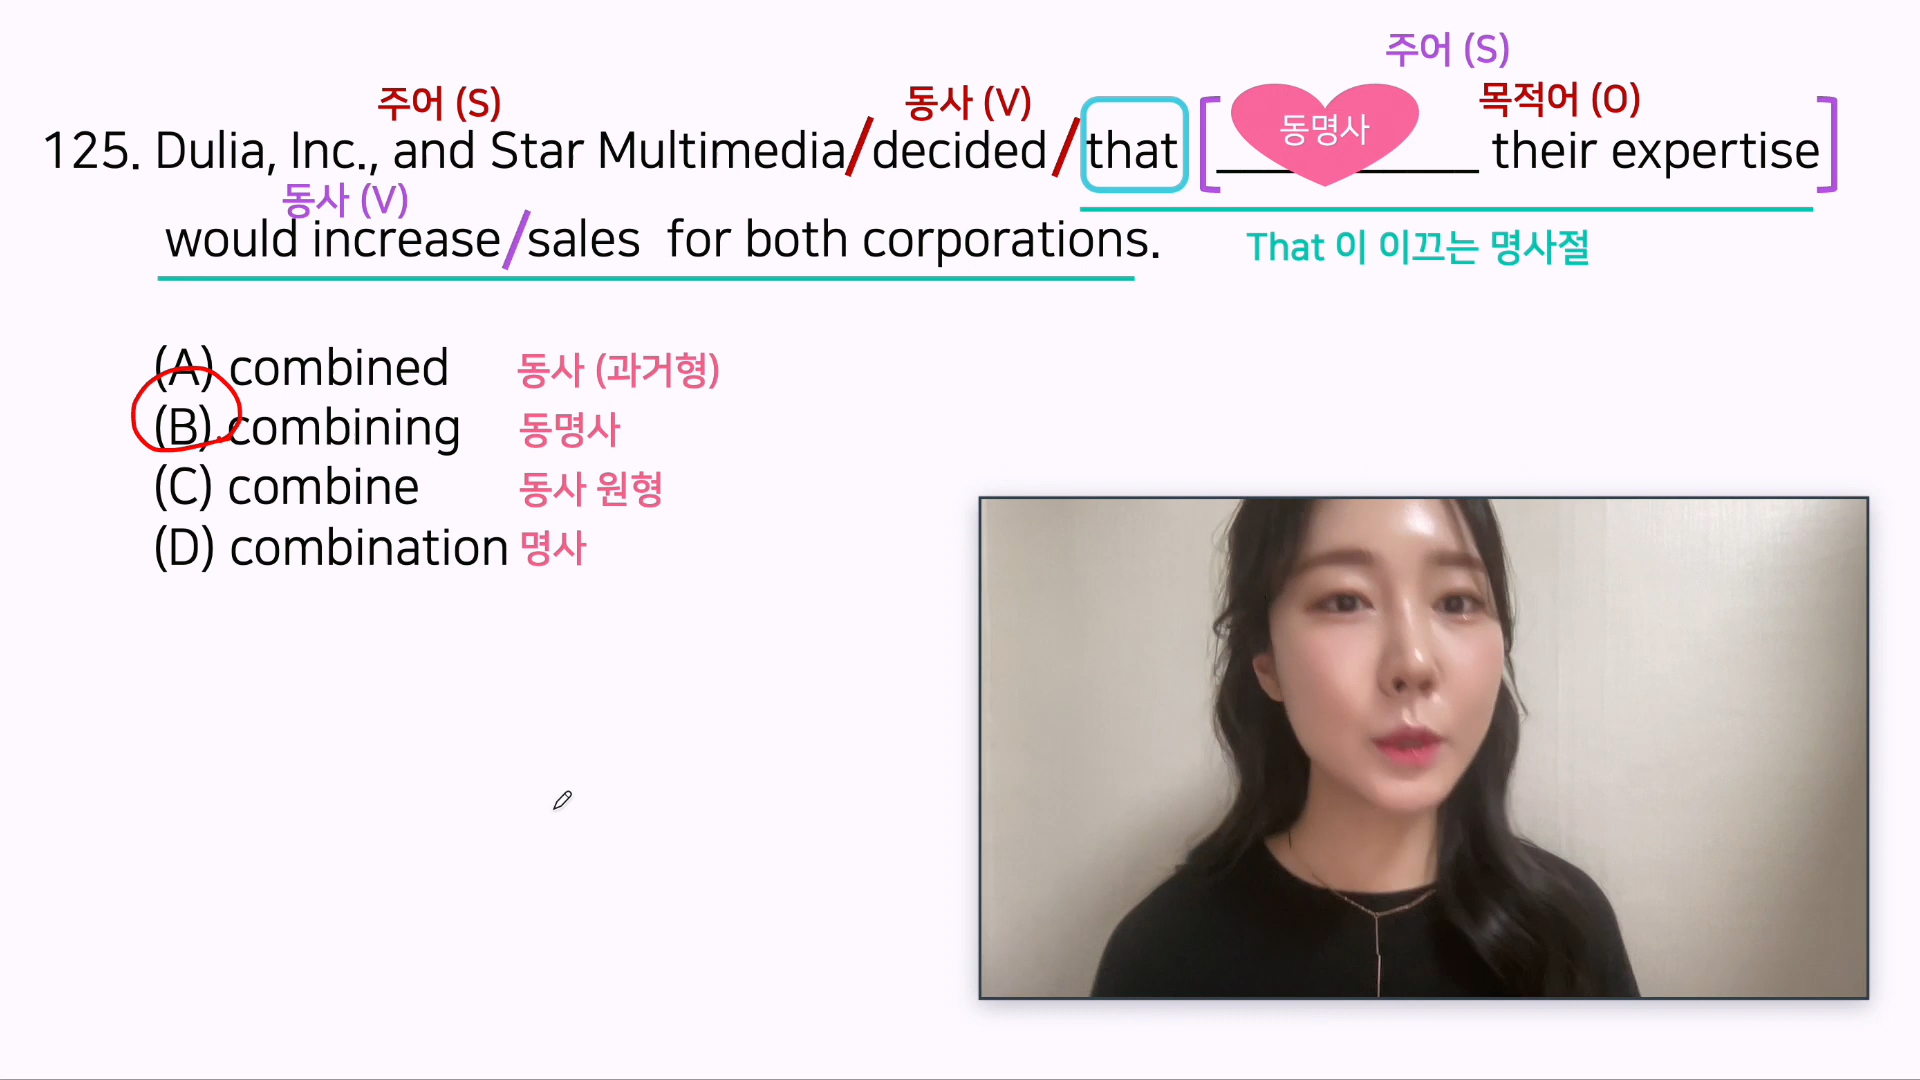 주어 (S)
주어 (S) 동사 (V) 동명사 목적어 (O)
125. Dulia, Inc., and Star Multimedia/decided/that [__________ their expertise]
동사 (V)
would increase/sales for both corporations. That 이 이끄는 명사절
(A) combined 동사 (과거형)
(B) combining 동명사
(C) combine 동사 원형
(D) combination 명사